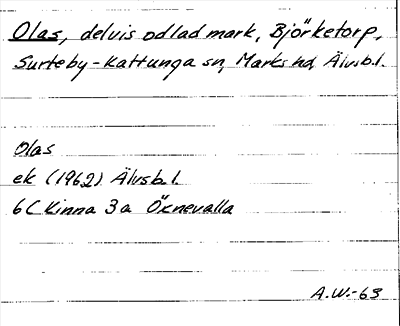 Olas, delvis odlad mark, Björketorp,
Surteby-Kattunga sn, Marks hd, Älvsb.l.
Olas
ek (1962) Älvsb.l.
6C Kinna 3a Öxnevalla
A.W.-63